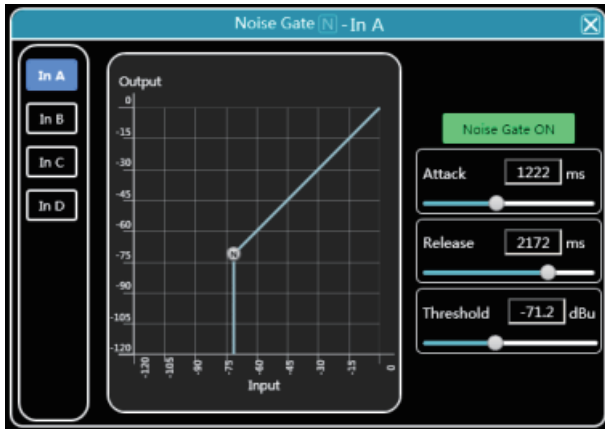 Noise Gate N - In A
In A
In B
In C
In D
Output
0
-15
-30
-45
-60
-75
-90
-105
-120
N
-120
-105
-90
-75
-60
-45
-30
-15
0
Input
Noise Gate ON
Attack 1222 ms
Release 2172 ms
Threshold -71.2 dBu